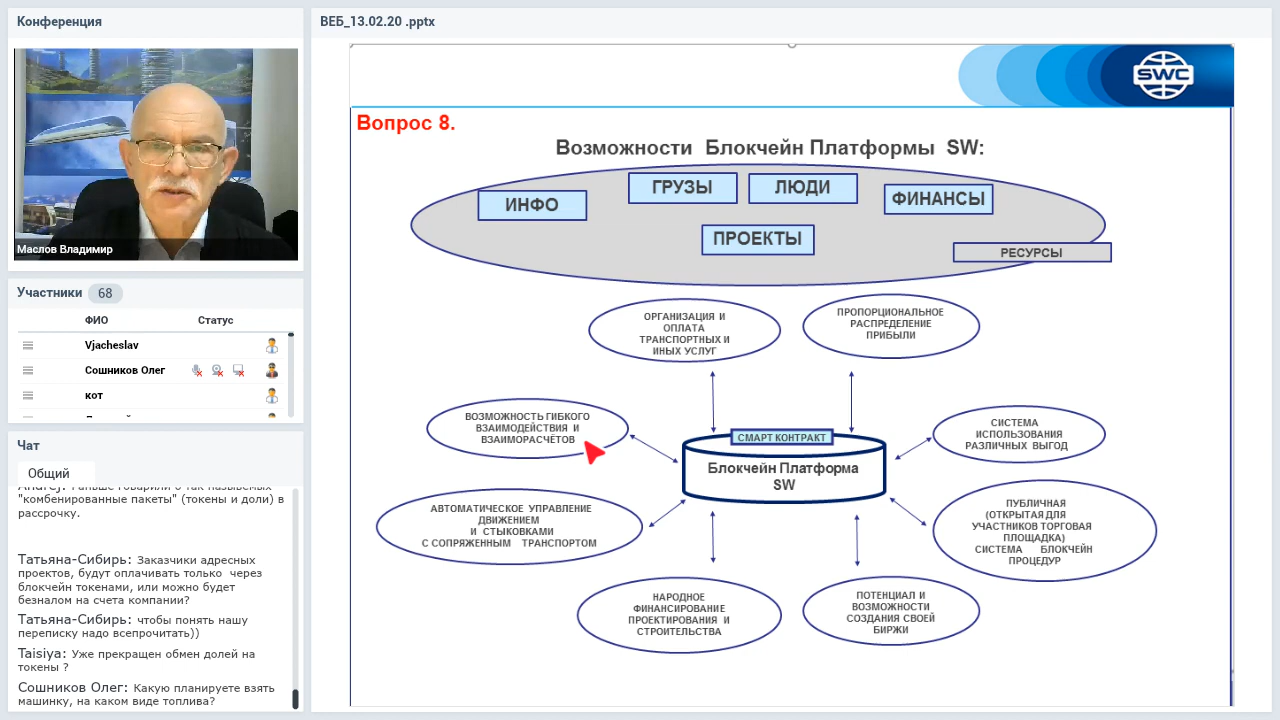 Конференция
Маслов Владимир
Участники 68
ФИО Статус
Vjacheslav
Сошников Олег
кот
Чат
Общий
"комбенированные пакеты" (токены и доли) в
рассрочку.
Татьяна-Сибирь: Заказчики адресных
проектов, будут оплачивать только через
блокчейн токенами, или можно будет
безналом на счета компании?
Татьяна-Сибирь: чтобы понять нашу
переписку надо всепрочитать))
Taisiya: Уже прекращен обмен долей на
токены ?
Сошников Олег: Какую планируете взять
машинку, на каком виде топлива?
ВЕБ_13.02.20 .pptx
SWC
Вопрос 8.
Возможности Блокчейн Платформы SW:
ИНФО
ГРУЗЫ
ЛЮДИ
ФИНАНСЫ
ПРОЕКТЫ
РЕСУРСЫ
ОРГАНИЗАЦИЯ И
ОПЛАТА
ТРАНСПОРТНЫХ И
ИНЫХ УСЛУГ
ПРОПОРЦИОНАЛЬНОЕ
РАСПРЕДЕЛЕНИЕ
ПРИБЫЛИ
ВОЗМОЖНОСТЬ ГИБКОГО
ВЗАИМОДЕЙСТВИЯ И
ВЗАИМОРАСЧЁТОВ
СИСТЕМА
ИСПОЛЬЗОВАНИЯ
РАЗЛИЧНЫХ ВЫГОД
СМАРТ КОНТРАКТ
Блокчейн Платформа
SW
АВТОМАТИЧЕСКОЕ УПРАВЛЕНИЕ
ДВИЖЕНИЕМ
И СТЫКОВКАМИ
С СОПРЯЖЕННЫМ ТРАНСПОРТОМ
ПУБЛИЧНАЯ
(ОТКРЫТАЯ ДЛЯ
УЧАСТНИКОВ ТОРГОВАЯ
ПЛОЩАДКА)
СИСТЕМА БЛОКЧЕЙН
ПРОЦЕДУР
НАРОДНОЕ
ФИНАНСИРОВАНИЕ
ПРОЕКТИРОВАНИЯ И
СТРОИТЕЛЬСТВА
ПОТЕНЦИАЛ И
ВОЗМОЖНОСТИ
СОЗДАНИЯ СВОЕЙ
БИРЖИ